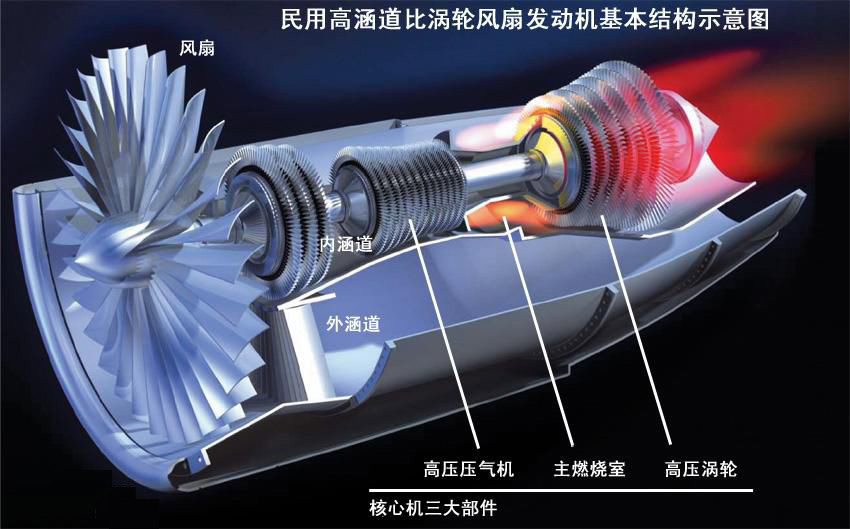 民用高涵道比涡轮风扇发动机基本结构示意图
风扇
内涵道
外涵道
高压压气机
主燃烧室
高压涡轮
核心机三大部件